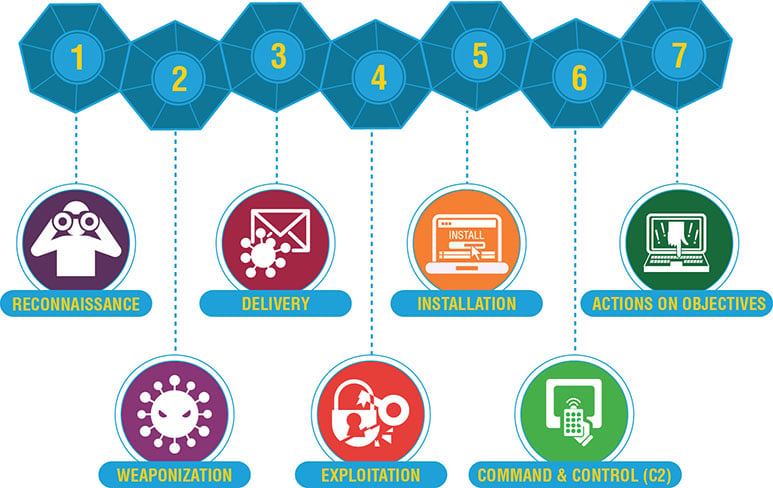 1
2
3
4
5
6
7
INSTALL
RECONNAISSANCE
DELIVERY
INSTALLATION
ACTIONS ON OBJECTIVES
WEAPONIZATION
EXPLOITATION
COMMAND & CONTROL (C2)